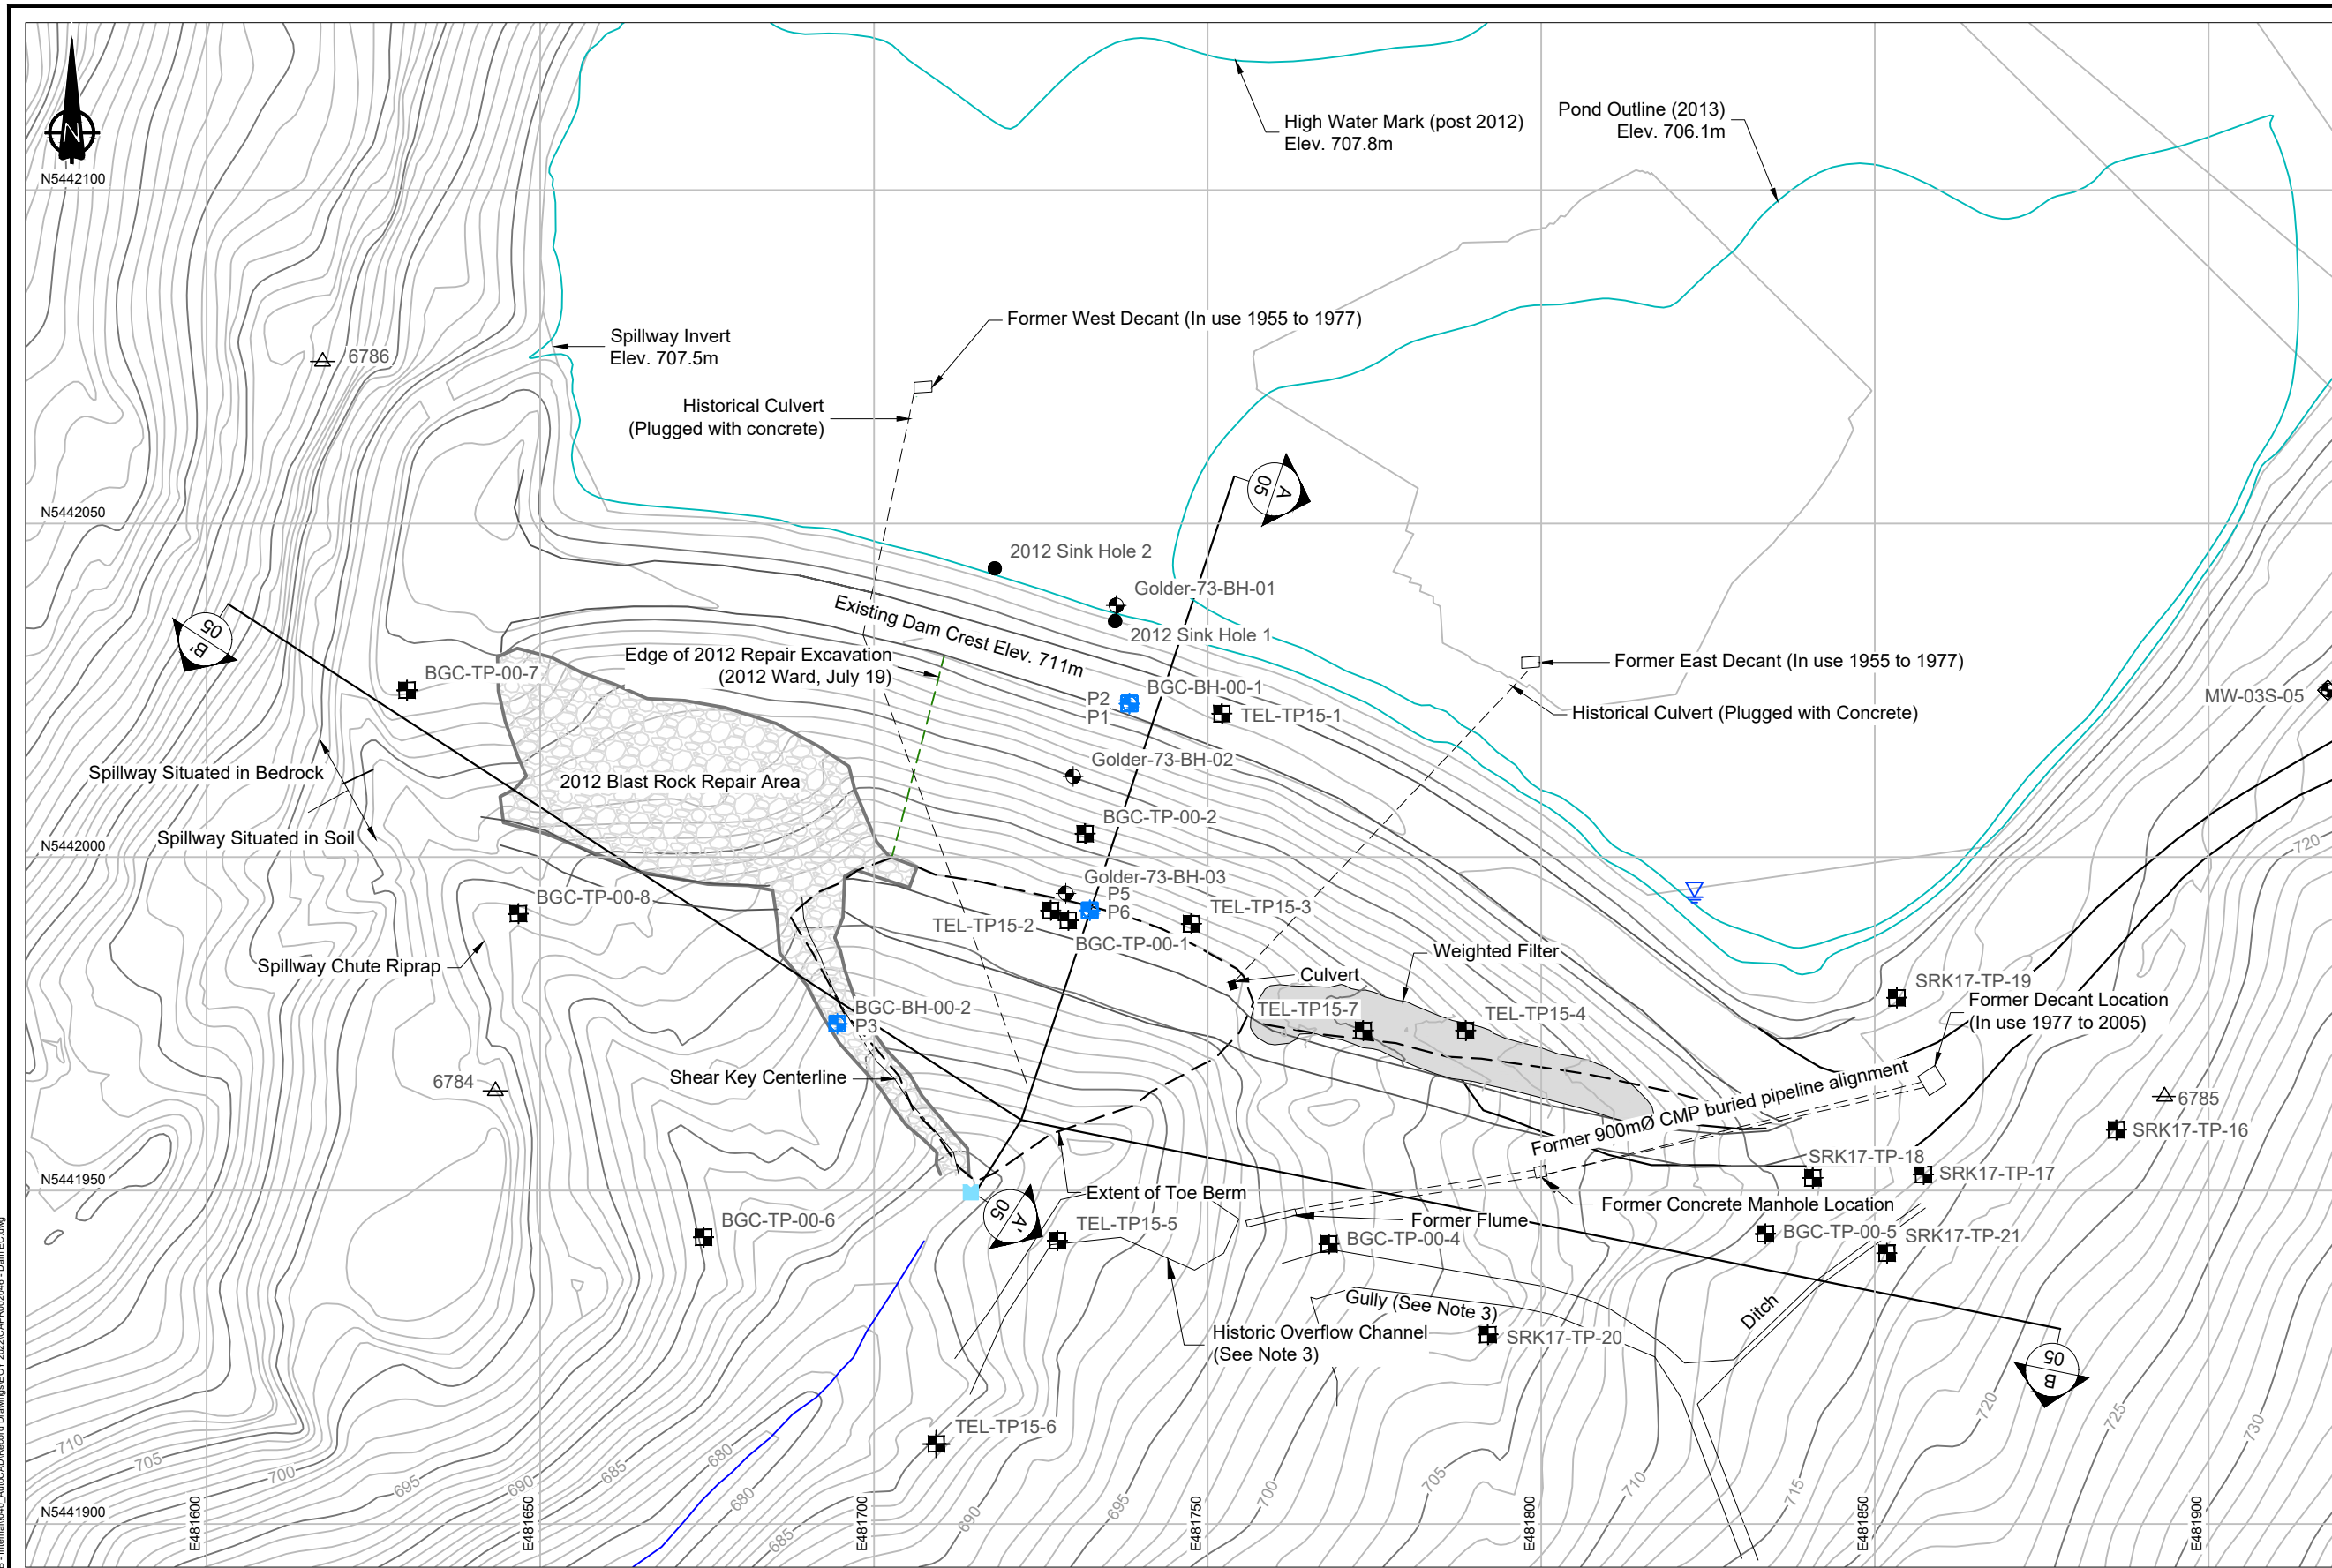 N
N5442100
High Water Mark (post 2012)
Elev. 707.8m
Pond Outline (2013)
Elev. 706.1m
Former West Decant (In use 1955 to 1977)
Spillway Invert
Elev. 707.5m
6786
Historical Culvert
(Plugged with concrete)
A
05
N5442050
2012 Sink Hole 2
Golder-73-BH-01
Existing Dam Crest Elev. 711m
2012 Sink Hole 1
B'
05
Edge of 2012 Repair Excavation
(2012 Ward, July 19)
Former East Decant (In use 1955 to 1977)
BGC-TP-00-7
P2
P1
BGC-BH-00-1
TEL-TP15-1
MW-03S-05
Historical Culvert (Plugged with Concrete)
Golder-73-BH-02
Spillway Situated in Bedrock
2012 Blast Rock Repair Area
BGC-TP-00-2
Spillway Situated in Soil
N5442000
720
Golder-73-BH-03
P5
P6
BGC-TP-00-8
TEL-TP15-3
TEL-TP15-2
BGC-TP-00-1
Weighted Filter
Spillway Chute Riprap
Culvert
SRK17-TP-19
Former Decant Location
(In use 1977 to 2005)
BGC-BH-00-2
P3
TEL-TP15-7
TEL-TP15-4
Shear Key Centerline
6784
Former 900mØ CMP buried pipeline alignment
6785
SRK17-TP-16
SRK17-TP-18
SRK17-TP-17
N5441950
Extent of Toe Berm
Former Concrete Manhole Location
A'
05
BGC-TP-00-6
TEL-TP15-5
Former Flume
BGC-TP-00-4
BGC-TP-00-5
SRK17-TP-21
Gully (See Note 3)
Ditch
Historic Overflow Channel
(See Note 3)
SRK17-TP-20
B
05
TEL-TP15-6
710
705
700
695
690
685
680
680
685
690
695
700
705
710
715
720
725
730
N5441900
E481600
E481650
E481700
E481750
E481800
E481850
E481900